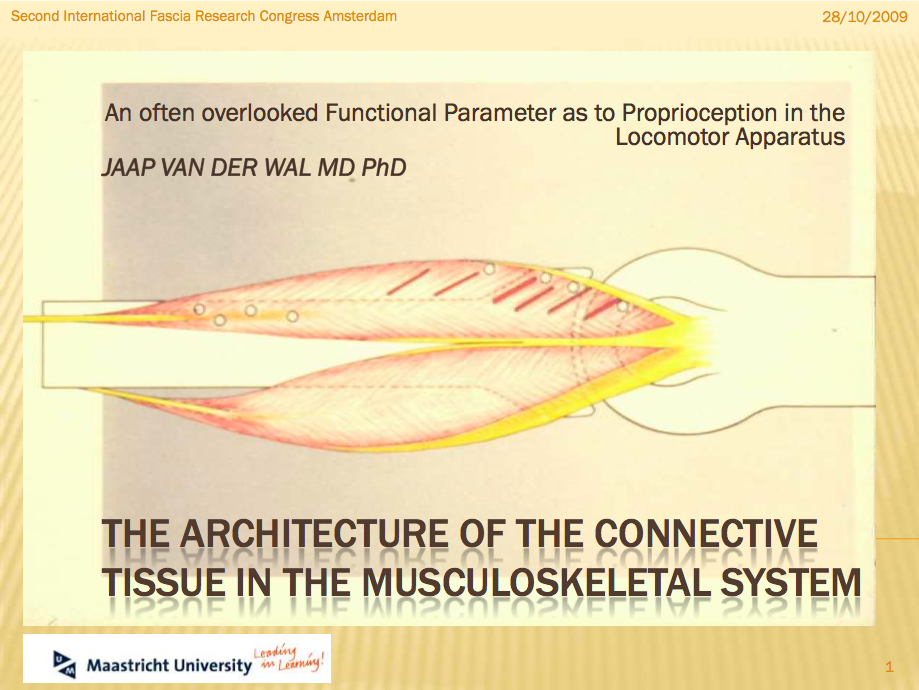 Second International Fascia Research Congress Amsterdam
28/10/2009
An often overlooked Functional Parameter as to Proprioception in the
Locomotor Apparatus
JAAP VAN DER WAL MD PhD
THE ARCHITECTURE OF THE CONNECTIVE
TISSUE IN THE MUSCULOSKELETAL SYSTEM
UM
Maastricht University
Leading
in Learning!
1